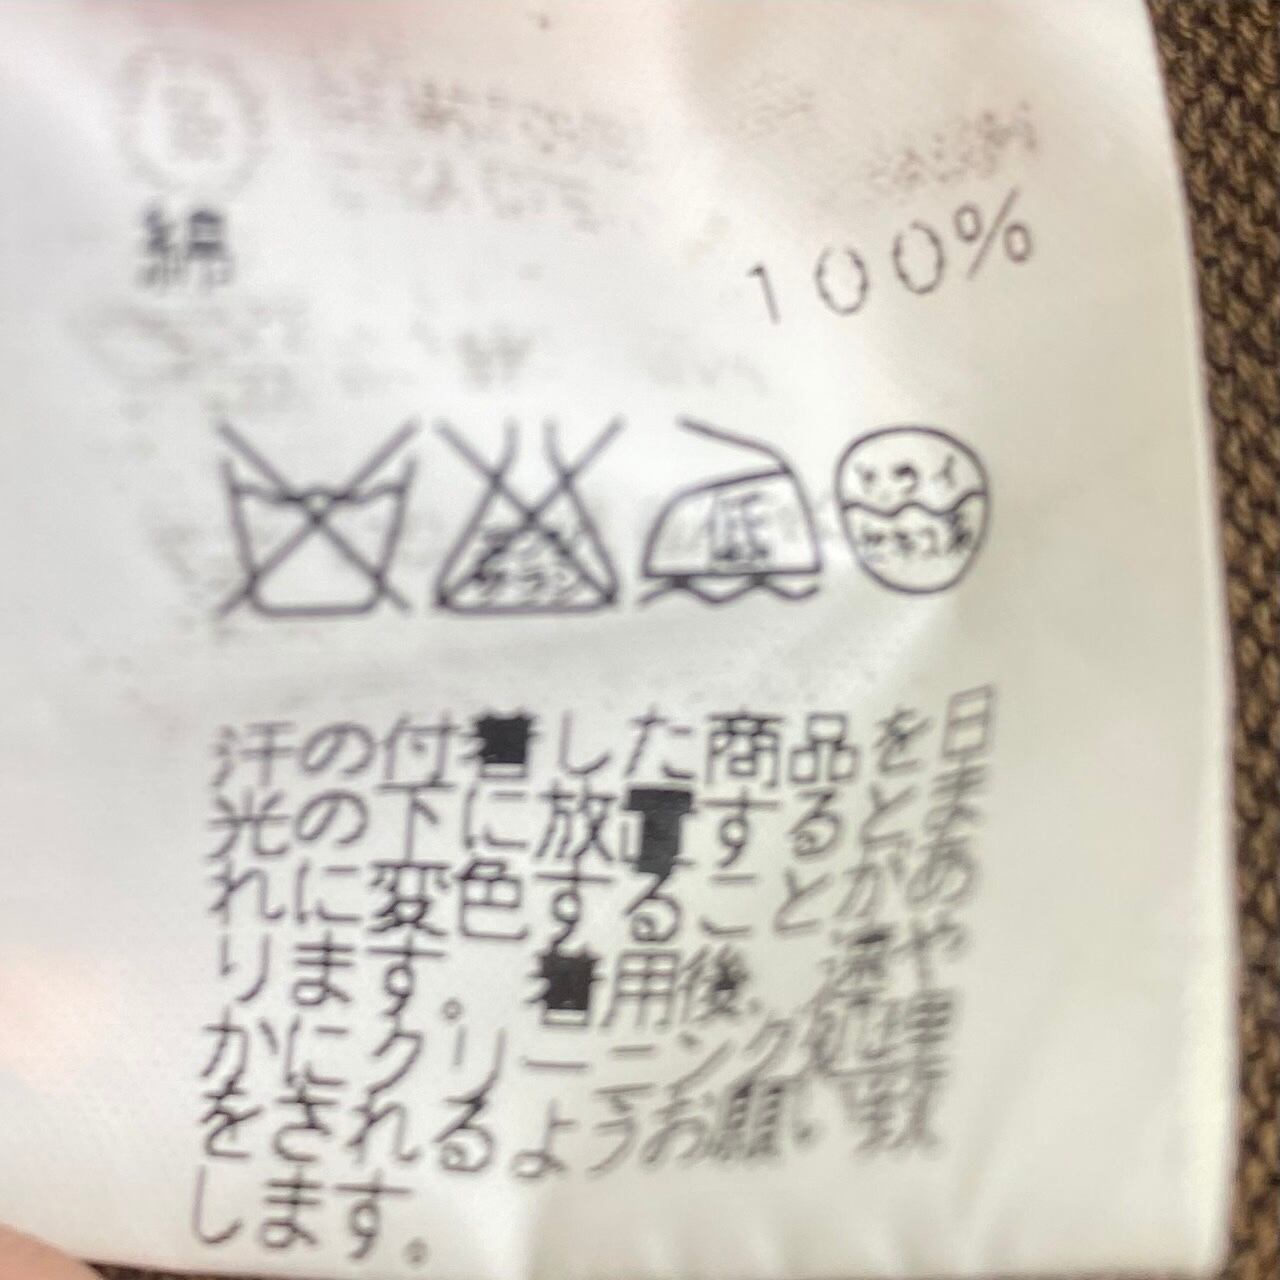 綿 100%
低
ドライ
セキユ系
汗の付着した商品を日
光の下に放置すると、まあ
れに変色することがあ
ります。着用後、速や
かにクリーニング処理
をされるようお願い致
します。